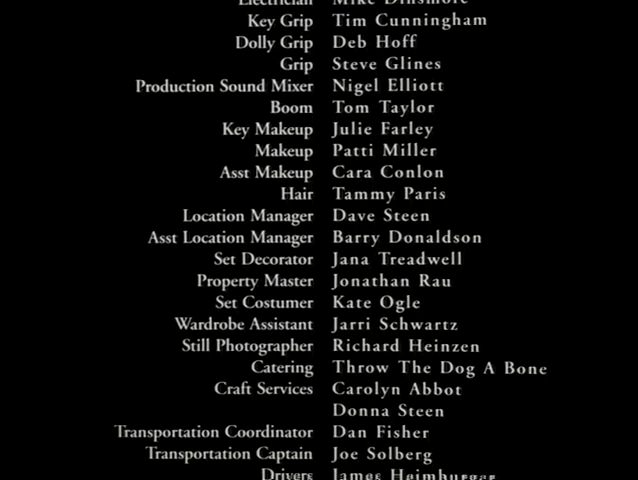 Electrician Mike Dinsmore
Key Grip Tim Cunningham
Dolly Grip Deb Hoff
Grip Steve Glines
Production Sound Mixer Nigel Elliott
Boom Tom Taylor
Key Makeup Julie Farley
Makeup Patti Miller
Asst Makeup Cara Conlon
Hair Tammy Paris
Location Manager Dave Steen
Asst Location Manager Barry Donaldson
Set Decorator Jana Treadwell
Property Master Jonathan Rau
Set Costumer Kate Ogle
Wardrobe Assistant Jarri Schwartz
Still Photographer Richard Heinzen
Catering Throw The Dog A Bone
Craft Services Carolyn Abbot
Donna Steen
Transportation Coordinator Dan Fisher
Transportation Captain Joe Solberg
Drivers James Heimburger